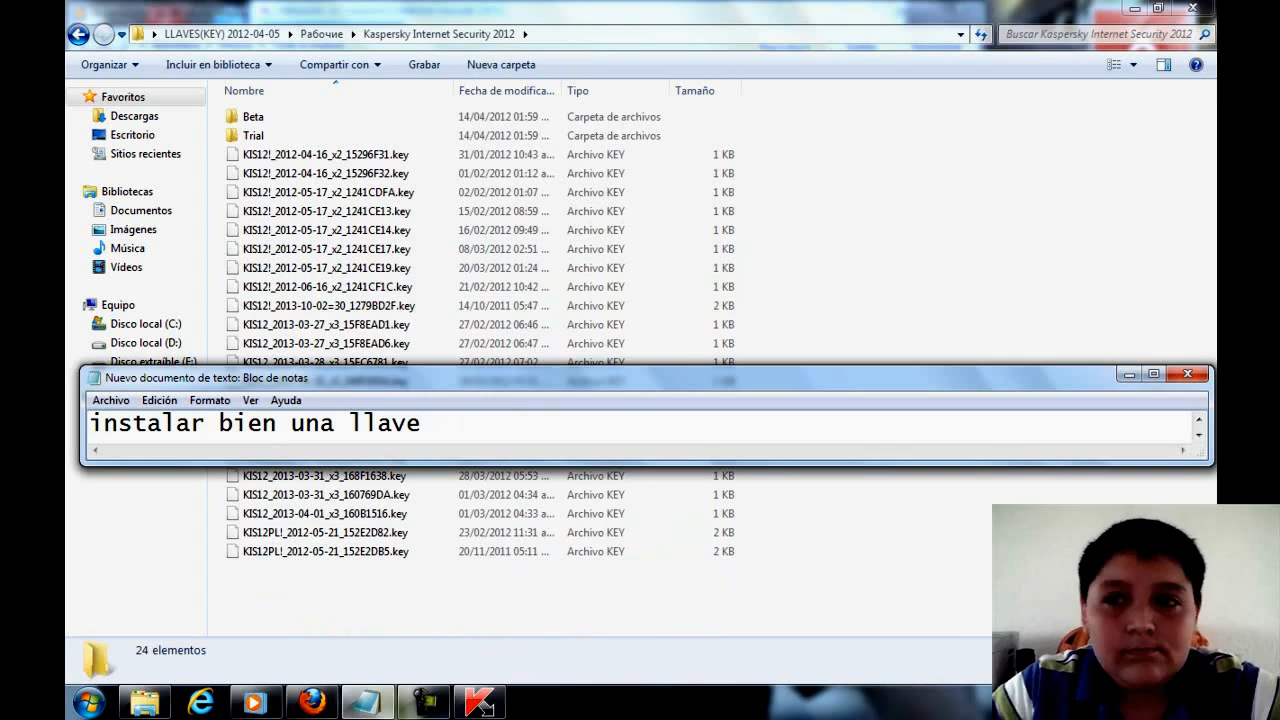 LLAVES(KEY) 2012-04-05 Рабочие Kaspersky Internet Security 2012
Buscar Kaspersky Internet Security 2012
Organizar Incluir en biblioteca Compartir con Grabar Nueva carpeta
Favoritos
Descargas
Escritorio
Sitios recientes
Bibliotecas
Documentos
Imágenes
Música
Vídeos
Equipo
Disco local (C:)
Disco local (D:)
Disco extraíble (E:)
Nombre Fecha de modifica... Tipo Tamaño
Beta 14/04/2012 01:59 ... Carpeta de archivos
Trial 14/04/2012 01:59 ... Carpeta de archivos
KIS12!_2012-04-16_x2_15296F31.key 31/01/2012 10:43 a... Archivo KEY 1 KB
KIS12!_2012-04-16_x2_15296F32.key 01/02/2012 01:12 a... Archivo KEY 1 KB
KIS12!_2012-05-17_x2_1241CDFA.key 02/02/2012 01:07 ... Archivo KEY 1 KB
KIS12!_2012-05-17_x2_1241CE13.key 15/02/2012 08:59 ... Archivo KEY 1 KB
KIS12!_2012-05-17_x2_1241CE14.key 16/02/2012 09:49 ... Archivo KEY 1 KB
KIS12!_2012-05-17_x2_1241CE17.key 08/03/2012 02:51 ... Archivo KEY 1 KB
KIS12!_2012-05-17_x2_1241CE19.key 20/03/2012 01:24 ... Archivo KEY 1 KB
KIS12!_2012-06-16_x2_1241CF1C.key 21/02/2012 10:42 ... Archivo KEY 1 KB
KIS12!_2013-10-02=30_1279BD2F.key 14/10/2011 05:47 ... Archivo KEY 2 KB
KIS12_2013-03-27_x3_15F8EAD1.key 27/02/2012 06:46 ... Archivo KEY 1 KB
KIS12_2013-03-27_x3_15F8EAD6.key 27/02/2012 06:47 ... Archivo KEY 1 KB
KIS12_2013-03-28_x3_15FC6781.key 27/02/2012 07:02 ... Archivo KEY 1 KB
Nuevo documento de texto: Bloc de notas
Archivo Edición Formato Ver Ayuda
instalar bien una llave
KIS12_2013-03-31_x3_168F1638.key 28/03/2012 05:53 ... Archivo KEY 1 KB
KIS12_2013-03-31_x3_160769DA.key 01/03/2012 04:34 a... Archivo KEY 1 KB
KIS12_2013-04-01_x3_160B1516.key 01/03/2012 04:33 a... Archivo KEY 1 KB
KIS12PL!_2012-05-21_152E2D82.key 23/02/2012 11:31 a... Archivo KEY 2 KB
KIS12PL!_2012-05-21_152E2DB5.key 20/11/2011 05:11 ... Archivo KEY 2 KB
24 elementos